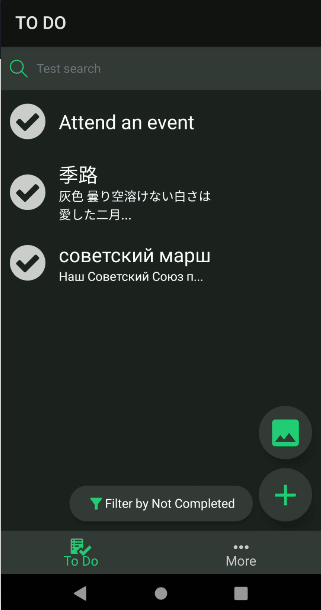 TO DO
Test search
Attend an event
季路
灰色 曇り空溶けない白さは
愛した二月...
советский марш
Наш Советский Союз п...
Filter by Not Completed
To Do
More